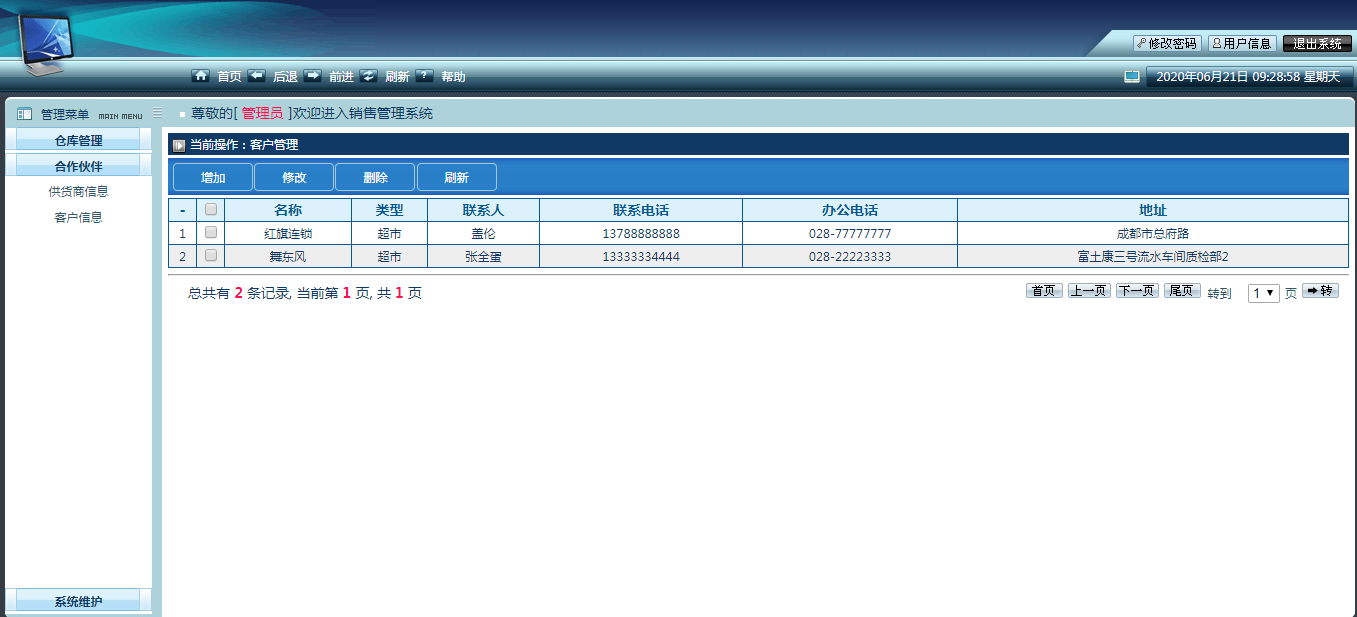 修改密码 用户信息 退出系统
首页 后退 前进 刷新 帮助
2020年06月21日 09:28:58 星期天
管理菜单 MAIN MENU
尊敬的[ 管理员 ]欢迎进入销售管理系统
仓库管理
合作伙伴
供货商信息
客户信息
系统维护
当前操作：客户管理
增加 修改 删除 刷新
- 名称 类型 联系人 联系电话 办公电话 地址
1 红旗连锁 超市 盖伦 13788888888 028-77777777 成都市总府路
2 舞东风 超市 张全蛋 13333334444 028-22223333 富土康三号流水车间质检部2
总共有 2 条记录, 当前第 1 页, 共 1 页
首页 上一页 下一页 尾页 转到 1 页 转